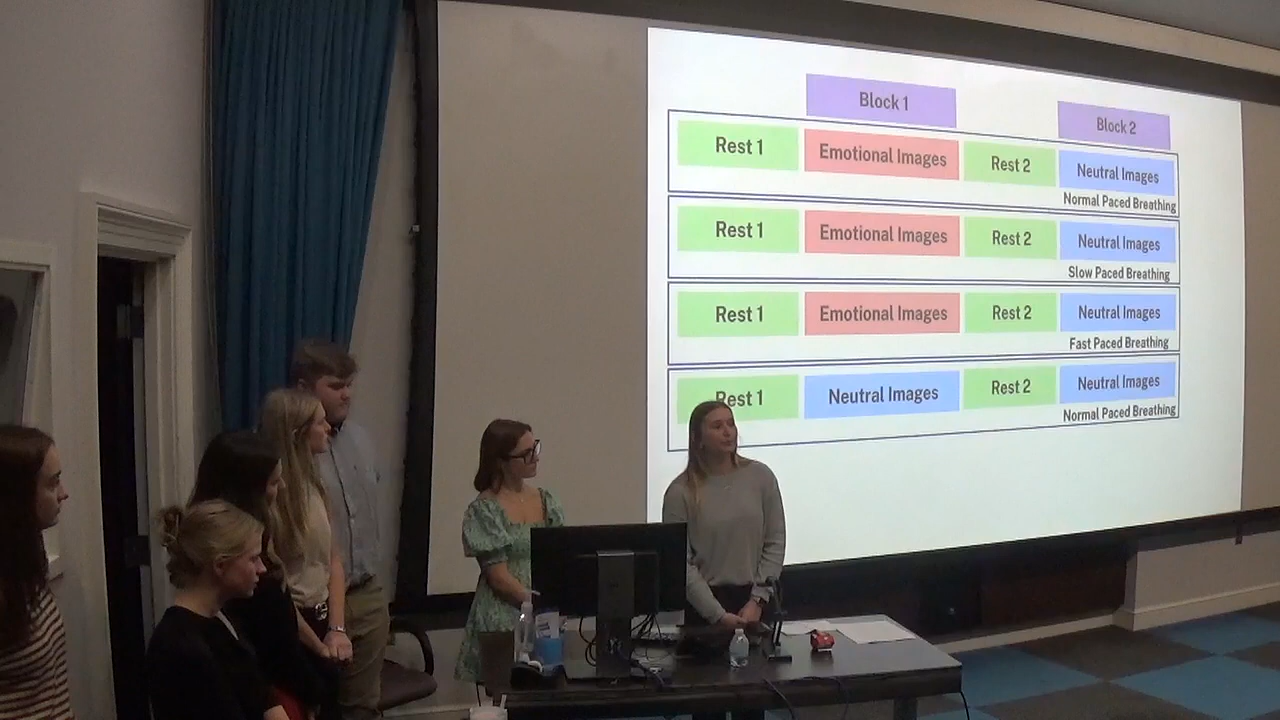 Block 1
Block 2
Rest 1
Emotional Images
Rest 2
Neutral Images
Normal Paced Breathing
Rest 1
Emotional Images
Rest 2
Neutral Images
Slow Paced Breathing
Rest 1
Emotional Images
Rest 2
Neutral Images
Fast Paced Breathing
Rest 1
Neutral Images
Rest 2
Neutral Images
Normal Paced Breathing